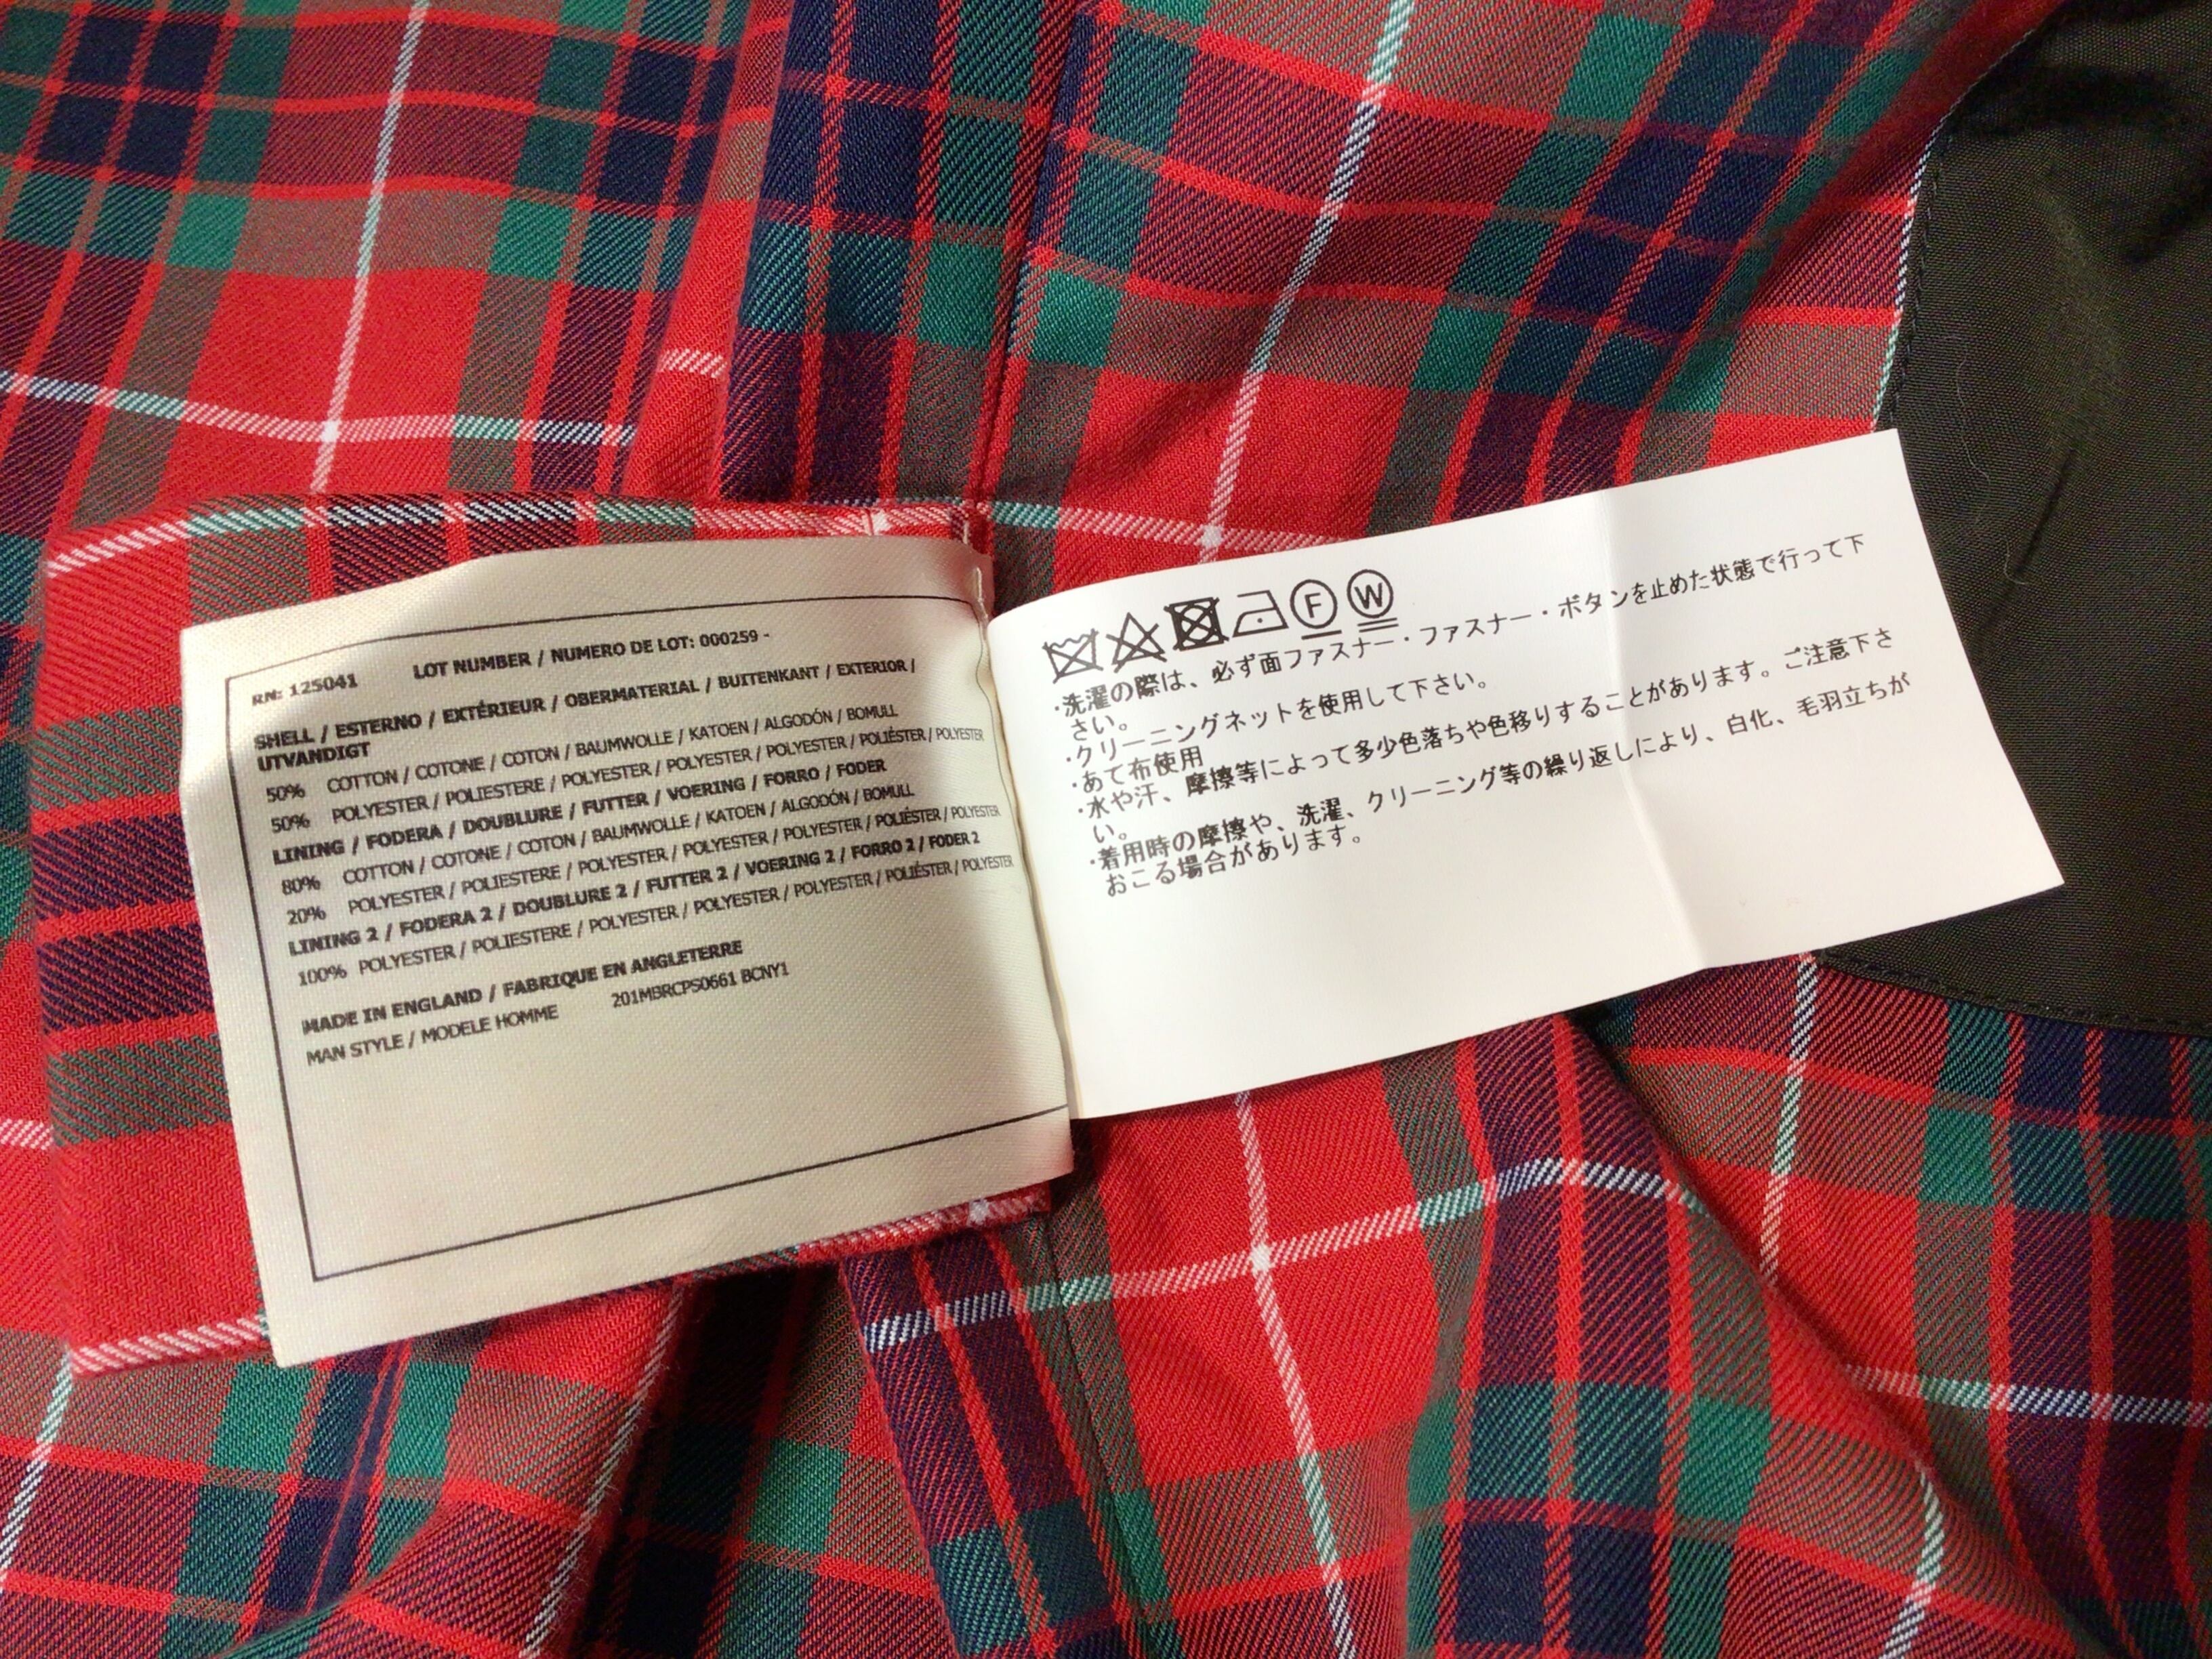 RN: 125041 LOT NUMBER / NUMERO DE LOT: 000259 -
SHELL / ESTERNO / EXTÉRIEUR / OBERMATERIAL / BUITENKANT / EXTERIOR /
UTVANDIGT
50% COTTON / COTONE / COTON / BAUMWOLLE / KATOEN / ALGODÓN / BOMULL
50% POLYESTER / POLIESTERE / POLYESTER / POLYESTER / POLYESTER / POLIÉSTER / POLYESTER
LINING / FODERA / DOUBLURE / FUTTER / VOERING / FORRO / FODER
80% COTTON / COTONE / COTON / BAUMWOLLE / KATOEN / ALGODÓN / BOMULL
20% POLYESTER / POLIESTERE / POLYESTER / POLYESTER / POLYESTER / POLIÉSTER / POLYESTER
LINING 2 / FODERA 2 / DOUBLURE 2 / FUTTER 2 / VOERING 2 / FORRO 2 / FODER 2
100% POLYESTER / POLIESTERE / POLYESTER / POLYESTER / POLYESTER / POLIÉSTER / POLYESTER
MADE IN ENGLAND / FABRIQUE EN ANGLETERRE
MAN STYLE / MODELE HOMME 201MBRCPS0661 BCNY1
F W
・洗濯の際は、必ず面ファスナー・ファスナー・ボタンを止めた状態で行って下
さい。
・クリーニングネットを使用して下さい。
・あて布使用
・水や汗、摩擦等によって多少色落ちや色移りすることがあります。ご注意下さ
い。
・着用時の摩擦や、洗濯、クリーニング等の繰り返しにより、白化、毛羽立ちが
おこる場合があります。